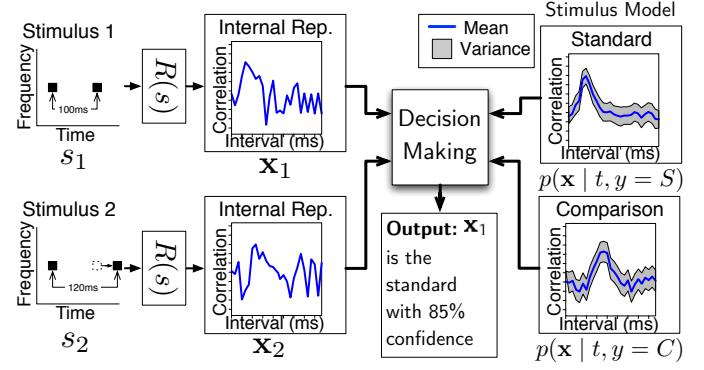 Stimulus 1
Frequency
100ms
Time
s₁
R(s)
Internal Rep.
Correlation
Interval (ms)
x₁
Stimulus 2
Frequency
120ms
Time
s₂
R(s)
Internal Rep.
Correlation
Interval (ms)
x₂
Decision
Making
Output: x₁
is the
standard
with 85%
confidence
Mean
Variance
Stimulus Model
Standard
Correlation
Interval (ms)
p(x | t, y = S)
Comparison
Correlation
Interval (ms)
p(x | t, y = C)